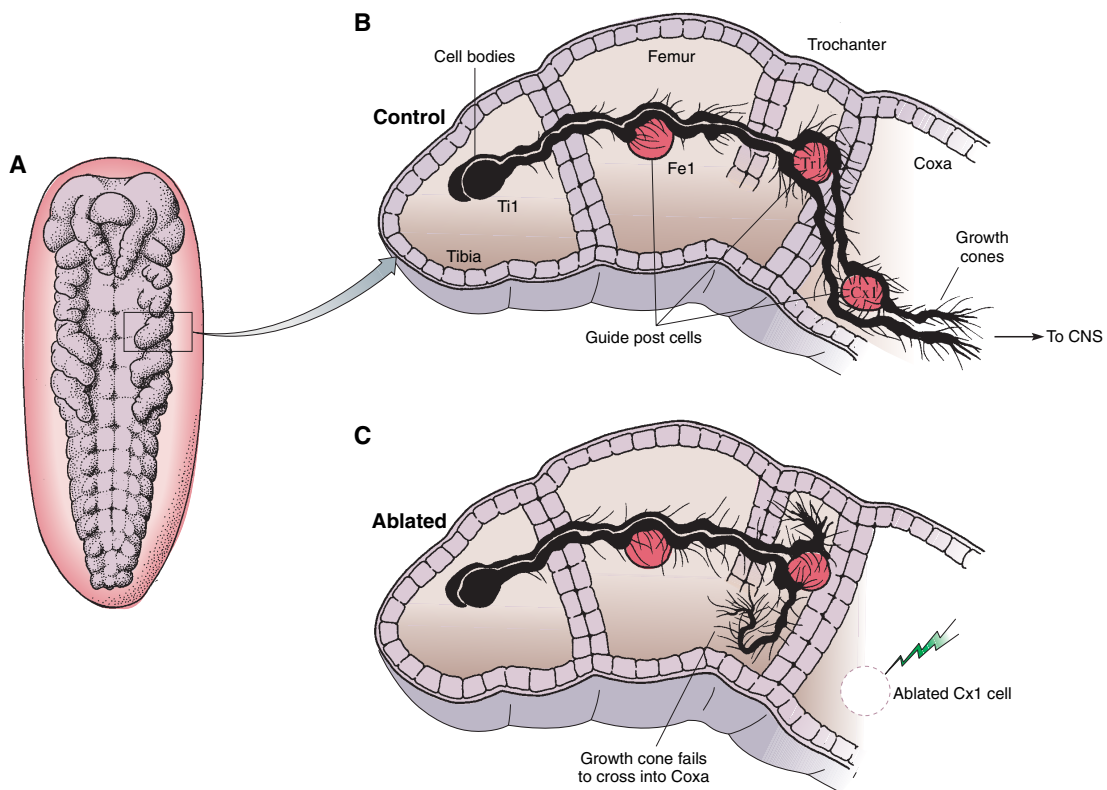 A
B
Control
Cell bodies
Femur
Trochanter
Coxa
Tr1
Fe1
Ti1
Tibia
Growth
cones
Cx1
Guide post cells
To CNS
C
Ablated
Ablated Cx1 cell
Growth cone fails
to cross into Coxa